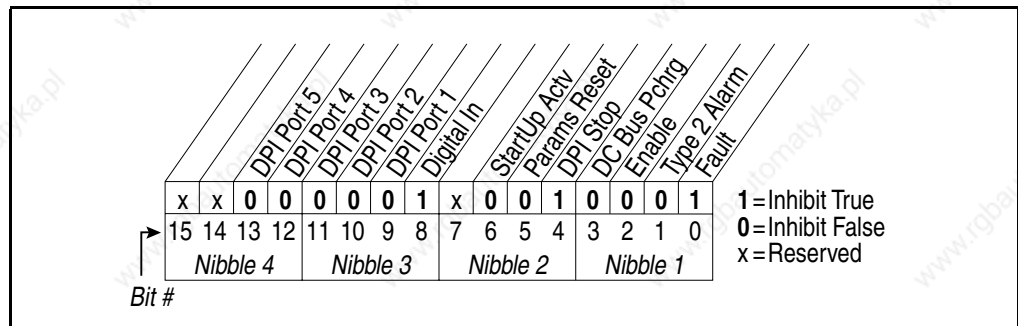 DPI Port 5
DPI Port 4
DPI Port 3
DPI Port 2
DPI Port 1
Digital In
StartUp Actv
Params Reset
DPI Stop
DC Bus Pchrg
Enable
Type 2 Alarm
Fault
x x 0 0 0 0 0 1 x 0 0 1 0 0 0 1
15 14 13 12 11 10 9 8 7 6 5 4 3 2 1 0
Nibble 4 Nibble 3 Nibble 2 Nibble 1
Bit #
1=Inhibit True
0=Inhibit False
x=Reserved